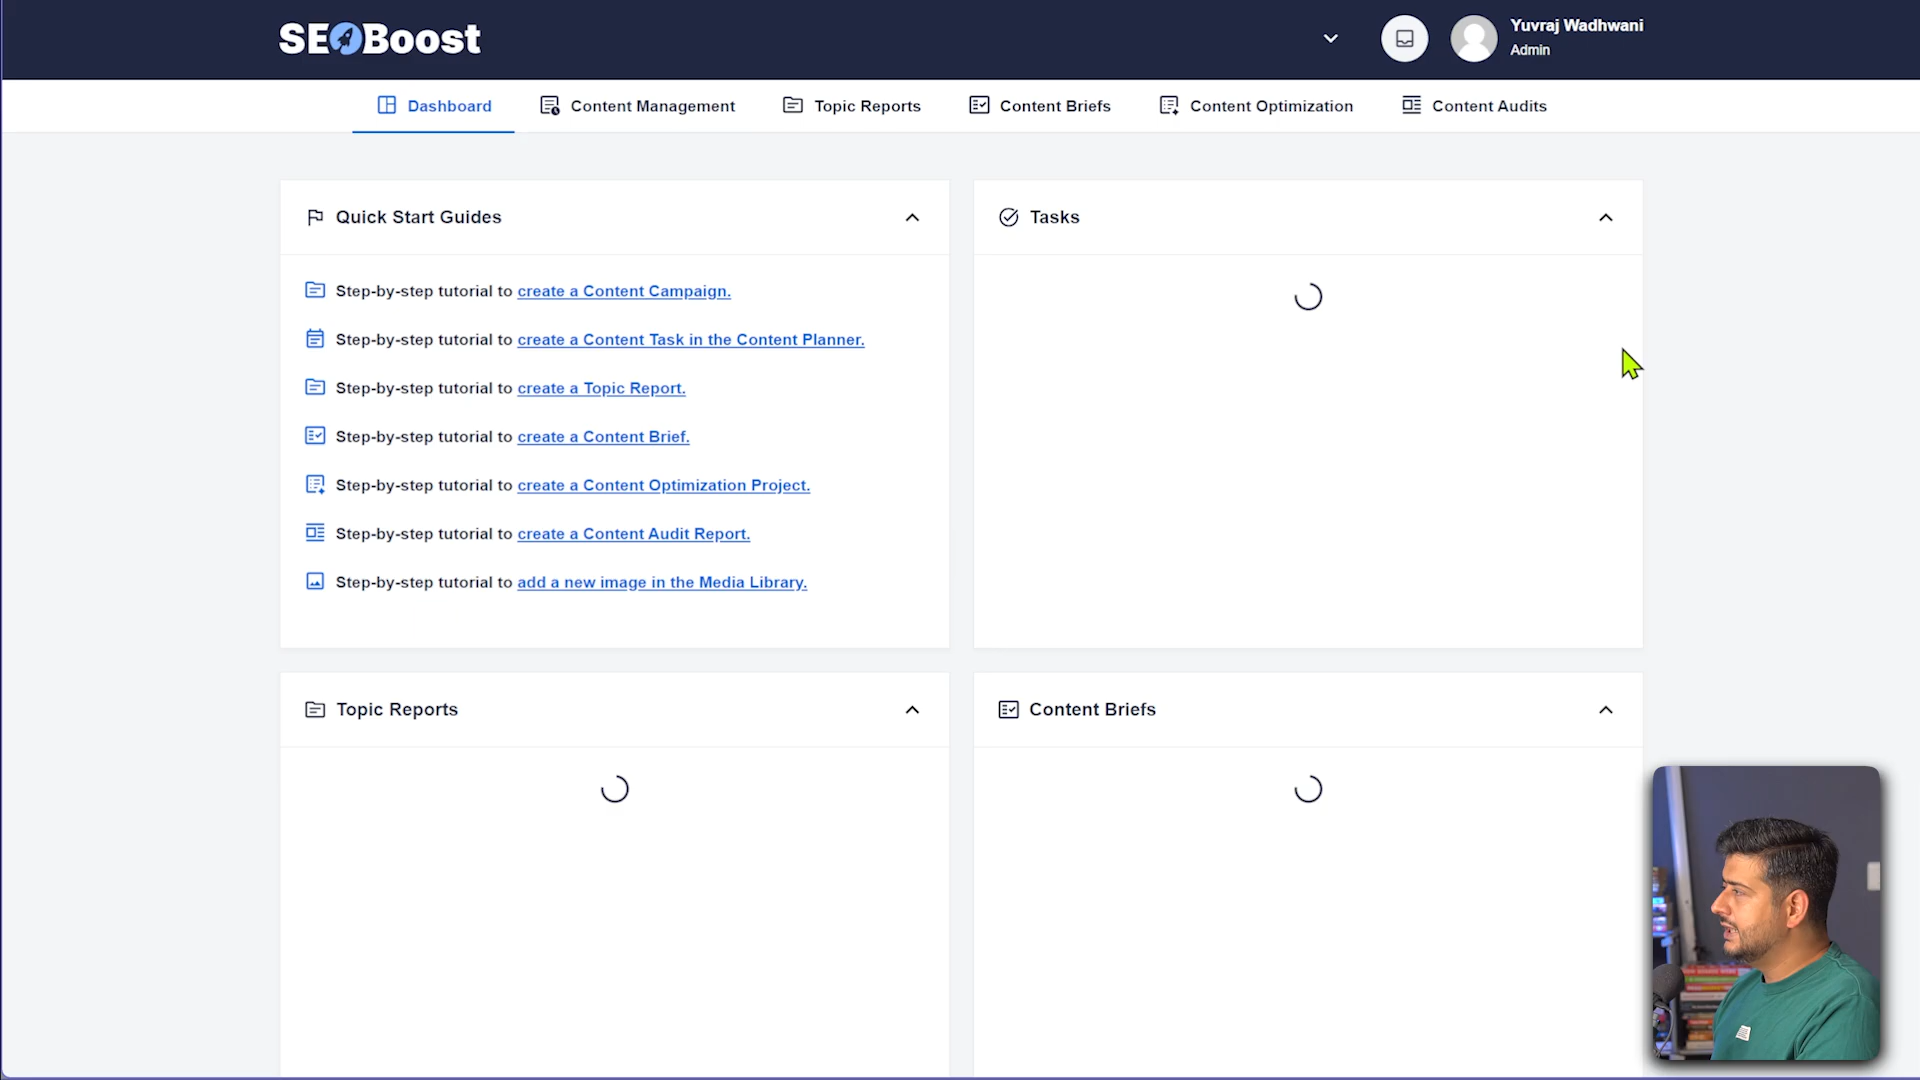 SEOBoost
Yuvraj Wadhwani
Admin
Dashboard
Content Management
Topic Reports
Content Briefs
Content Optimization
Content Audits
Quick Start Guides
Step-by-step tutorial to create a Content Campaign.
Step-by-step tutorial to create a Content Task in the Content Planner.
Step-by-step tutorial to create a Topic Report.
Step-by-step tutorial to create a Content Brief.
Step-by-step tutorial to create a Content Optimization Project.
Step-by-step tutorial to create a Content Audit Report.
Step-by-step tutorial to add a new image in the Media Library.
Tasks
Topic Reports
Content Briefs